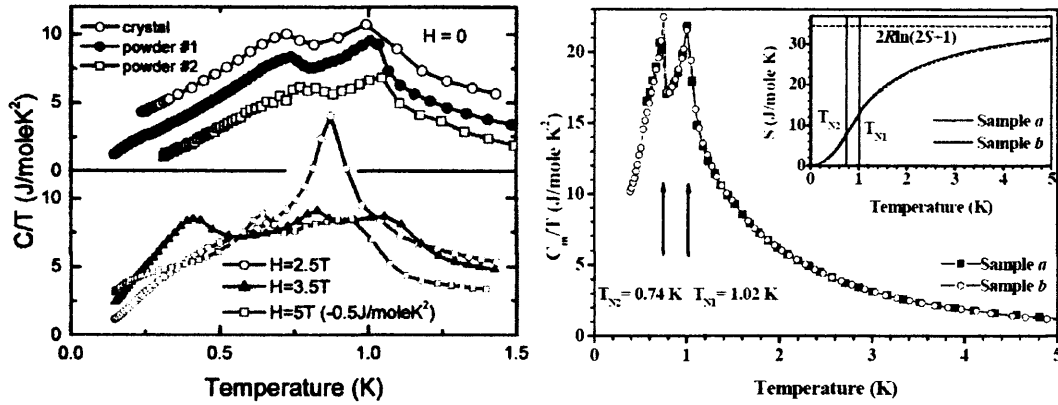 crystal
powder #1
powder #2
H = 0
10
5
0
10
5
0
C/T (J/moleK²)
H=2.5T
H=3.5T
H=5T (-0.5J/moleK²)
0.0 0.5 1.0 1.5
Temperature (K)
25
20
15
10
5
0
C_m/T (J/mole K²)
T_N2 = 0.74 K T_N1 = 1.02 K
Sample a
Sample b
0 1 2 3 4 5
Temperature (K)
30
20
10
0
S (J/mole K)
2Rln(2S+1)
T_N2
T_N1
Sample a
Sample b
0 1 2 3 4 5
Temperature (K)